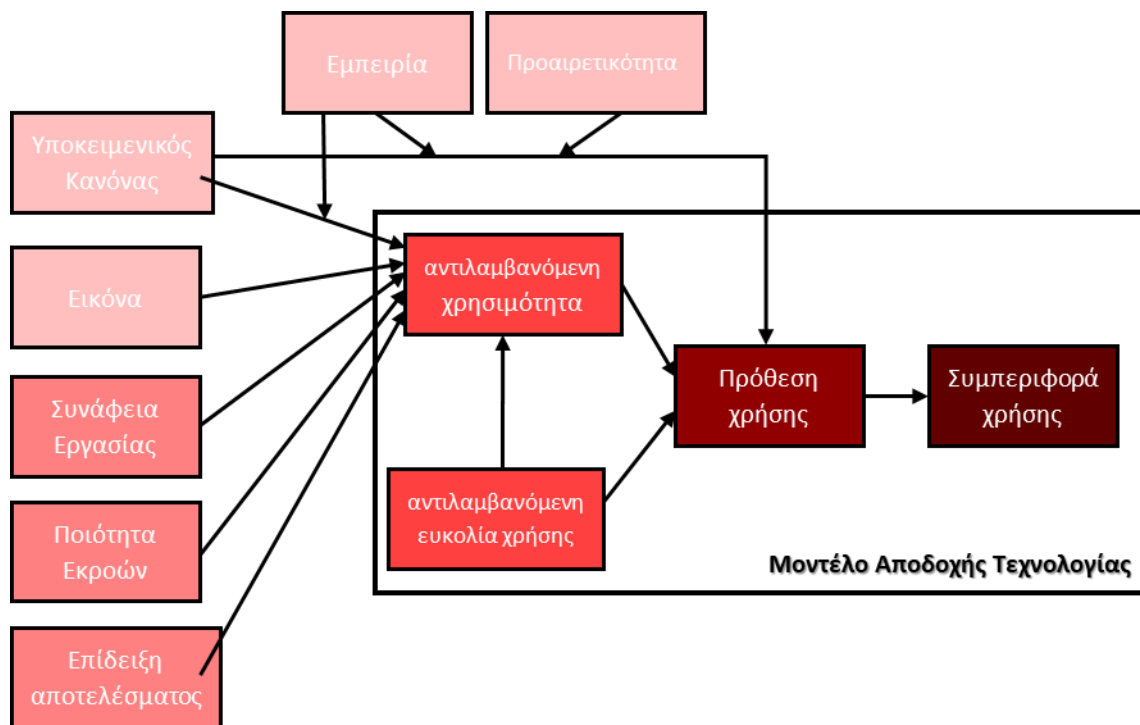 Εμπειρία
Προαιρετικότητα
Υποκειμενικός
Κανόνας
Εικόνα
Συνάφεια
Εργασίας
Ποιότητα
Εκροών
Επίδειξη
αποτελέσματος
αντιλαμβανόμενη
χρησιμότητα
αντιλαμβανόμενη
ευκολία χρήσης
Πρόθεση
χρήσης
Συμπεριφορά
χρήσης
Μοντέλο Αποδοχής Τεχνολογίας